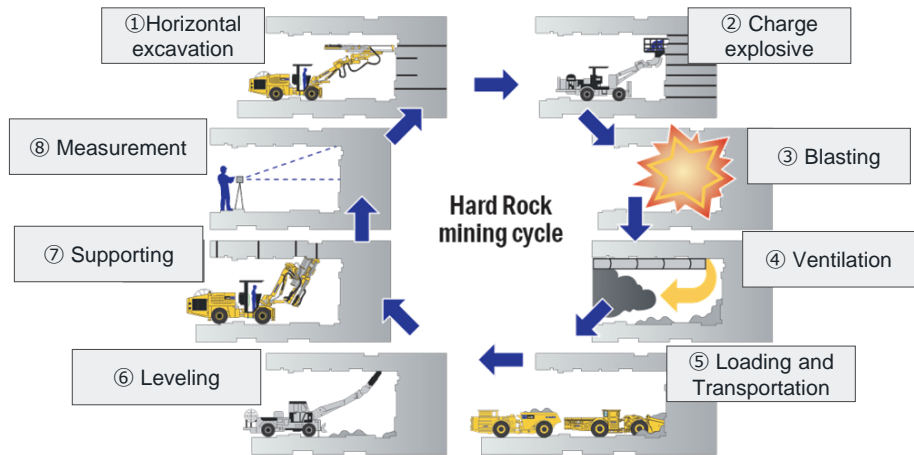 ①Horizontal
excavation
② Charge
explosive
⑧ Measurement
③ Blasting
Hard Rock
mining cycle
⑦ Supporting
④ Ventilation
⑥ Leveling
⑤ Loading and
Transportation